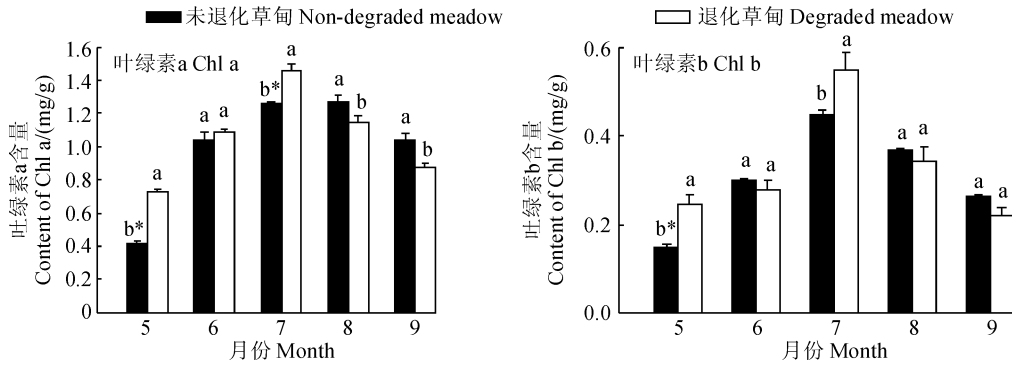 未退化草甸 Non-degraded meadow
退化草甸 Degraded meadow
吐绿素a含量
Content of Chl a/(mg/g)
叶绿素a Chl a
1.6
1.4
1.2
1.0
0.8
0.6
0.4
0.2
0
b*
a
a
a
b*
a
a
b
a
b
5
6
7
8
9
月份 Month
吐绿素b含量
Content of Chl b/(mg/g)
叶绿素b Chl b
0.6
0.4
0.2
0.0
b*
a
a
a
b
a
a
a
a
a
5
6
7
8
9
月份 Month